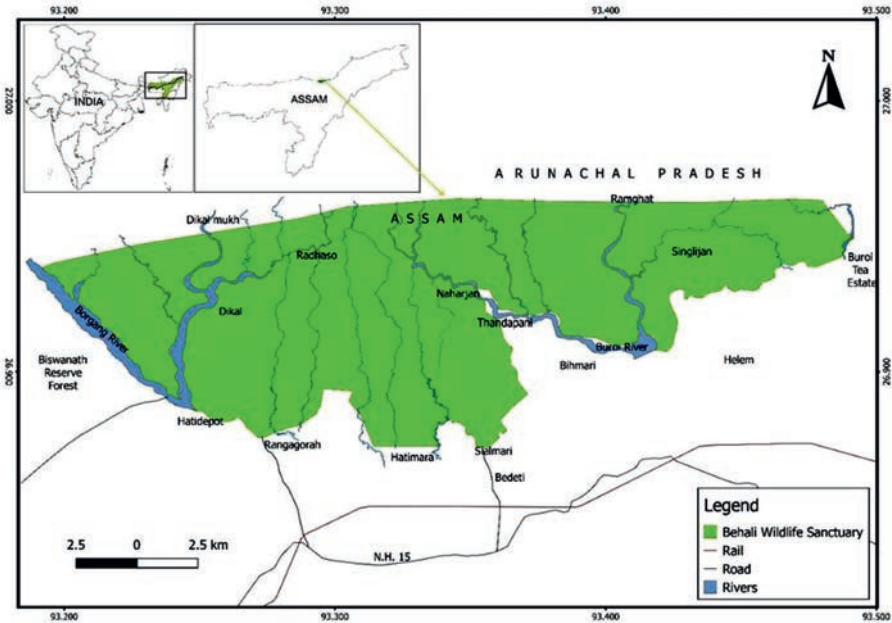 93.200
93.300
93.400
93.500
27.000
27.000
INDIA
ASSAM
N
ARUNACHAL PRADESH
Dikal mukh
ASSAM
Ramghat
Radhaso
Singlijan
Buroi
Tea
Estate
Naharjan
Dikal
Borgang River
Thandapani
Buroi River
Biswanath
Reserve
Forest
Bihmari
Helem
26.900
26.900
Hatidepot
Rangagorah
Hatimara
Sialmari
Bedeti
Legend
Behali Wildlife Sanctuary
Rail
Road
Rivers
2.5 0 2.5 km
N.H. 15
93.200
93.300
93.400
93.500